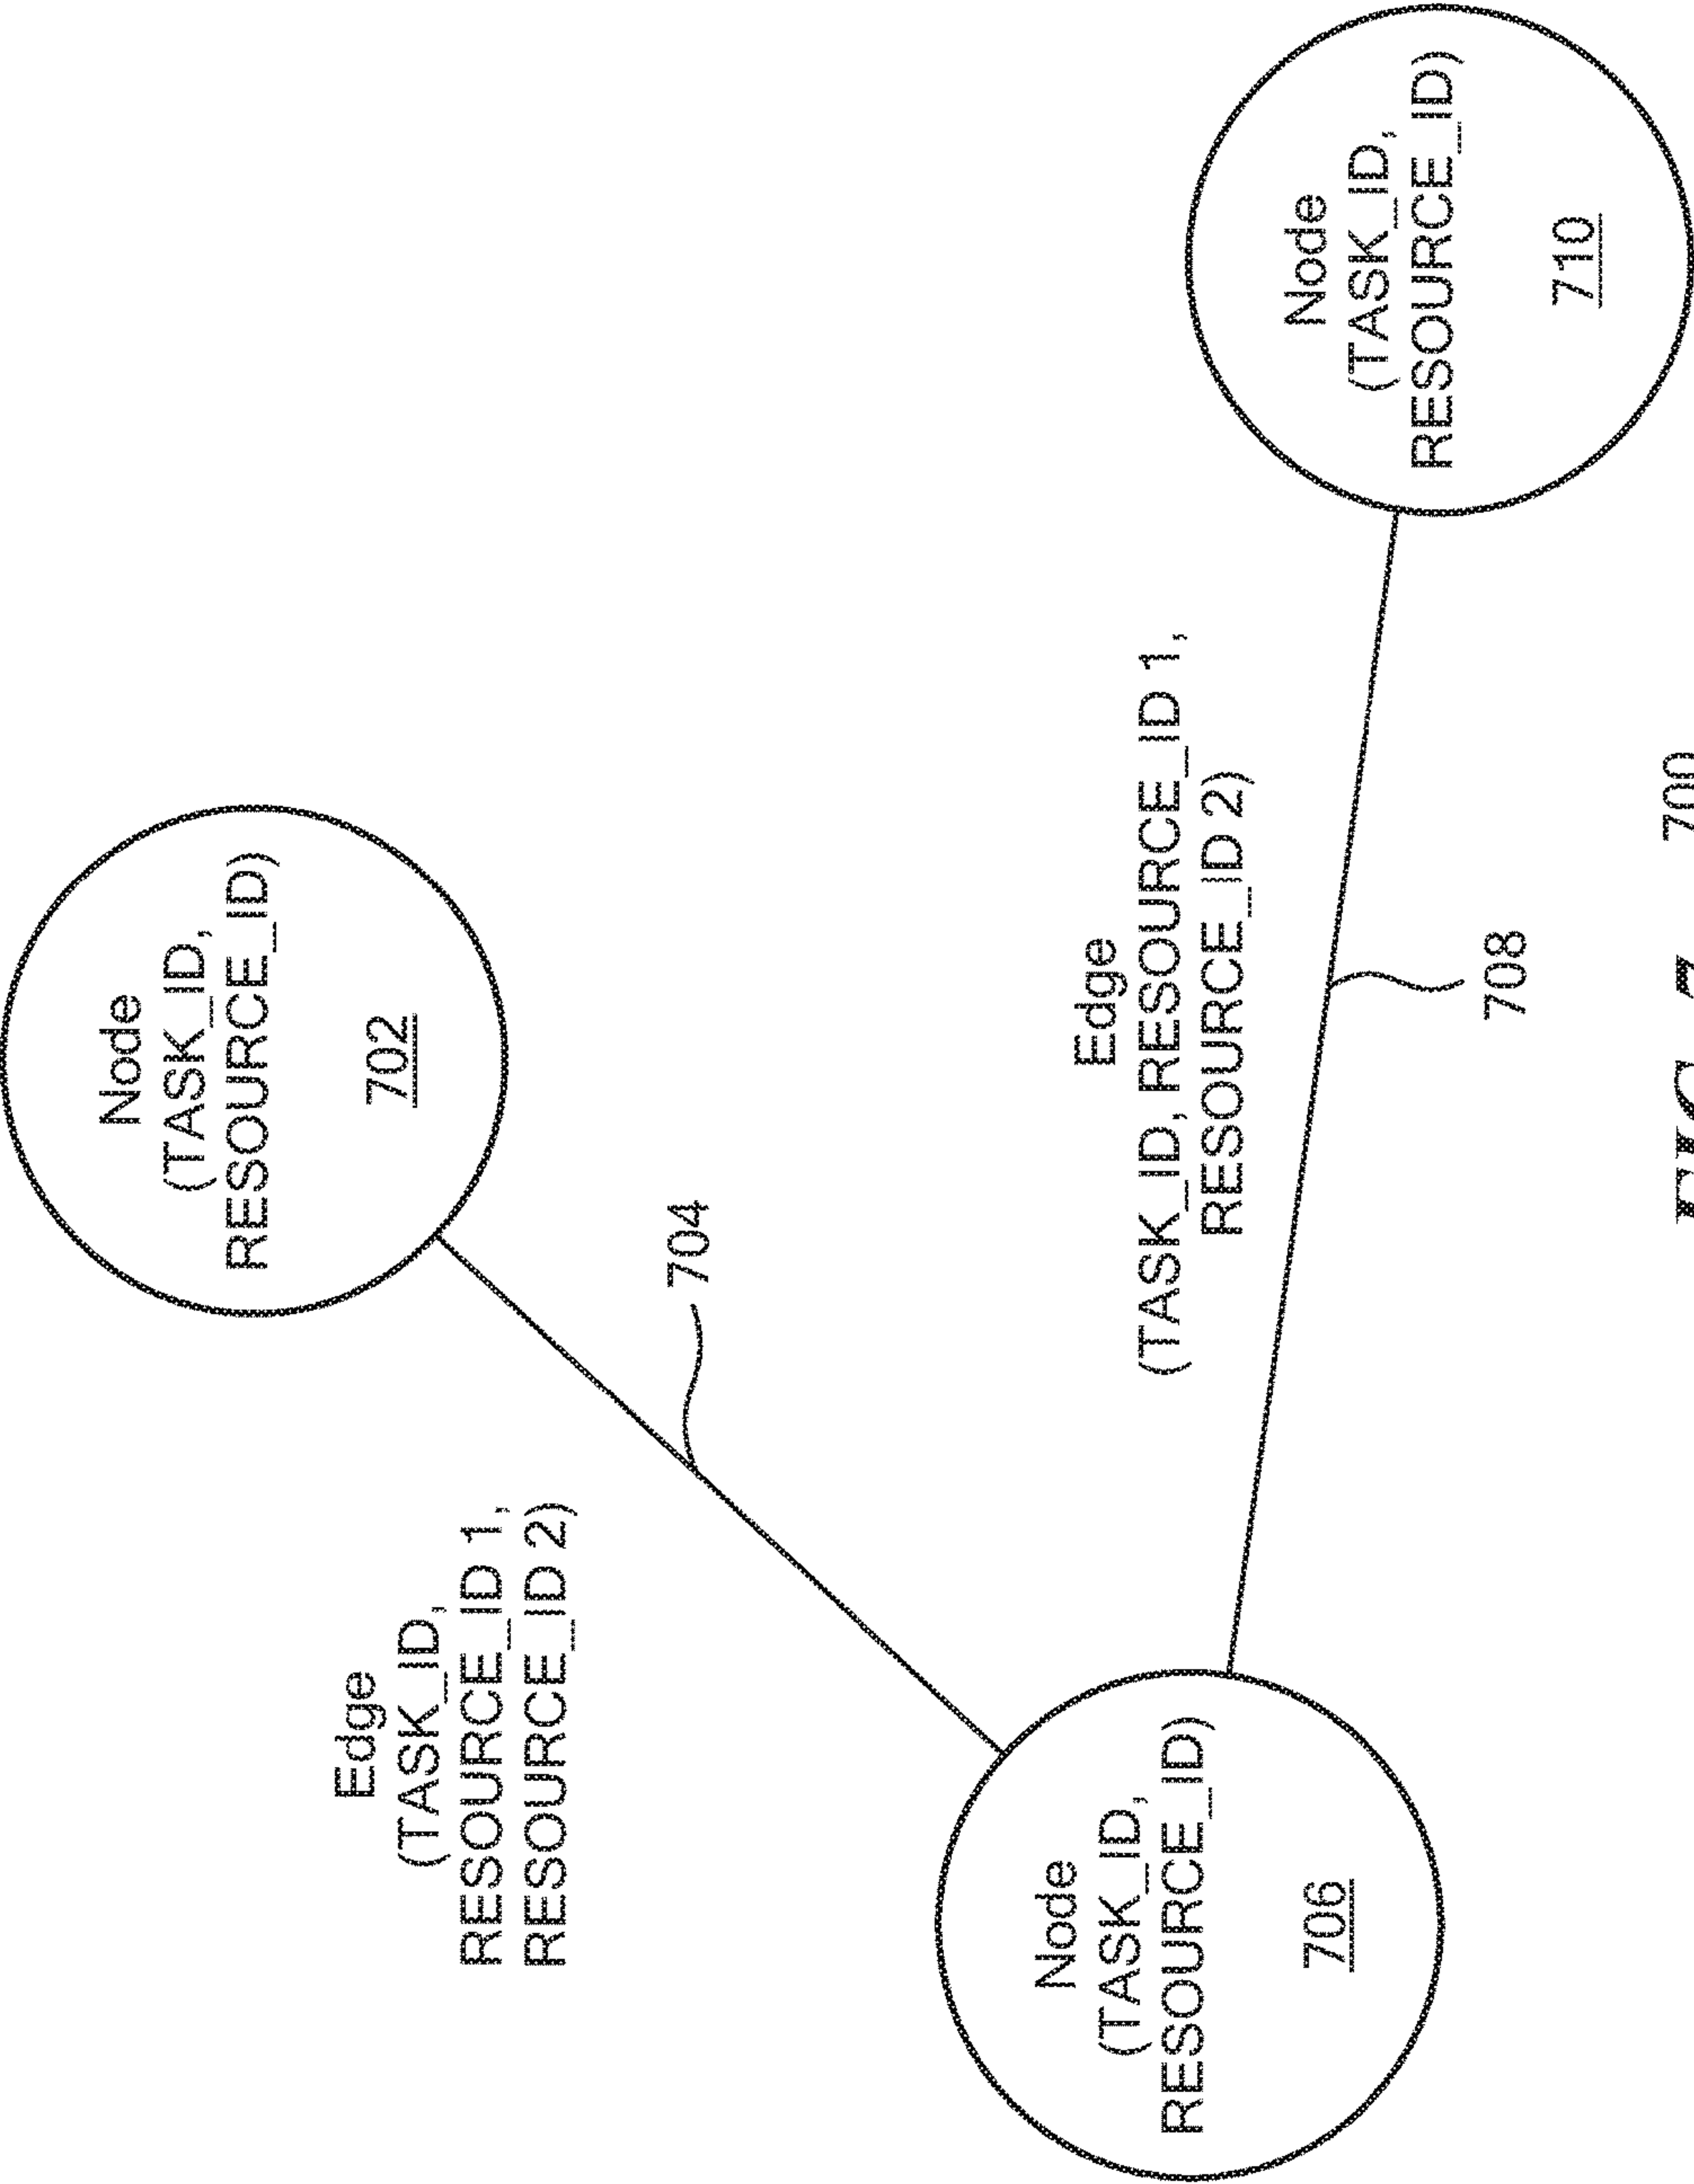 Node
(TASK_ID,
RESOURCE_ID)
702
Edge
(TASK_ID,
RESOURCE_ID 1,
RESOURCE_ID 2)
704
Node
(TASK_ID,
RESOURCE_ID)
706
Edge
(TASK_ID, RESOURCE_ID 1,
RESOURCE_ID 2)
708
Node
(TASK_ID,
RESOURCE_ID)
710
700